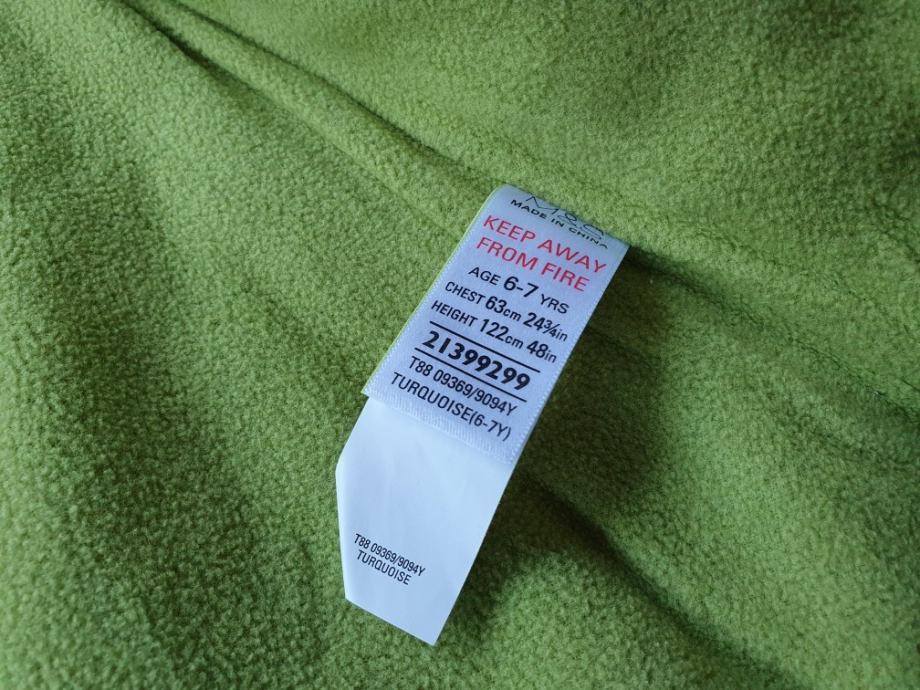 M&S
MADE IN CHINA
KEEP AWAY
FROM FIRE
AGE 6-7 YRS
CHEST 63cm 24¾in
HEIGHT 122cm 48in
21399299
T88 09369/9094Y
TURQUOISE(6-7Y)
T88 09369/9094Y
TURQUOISE